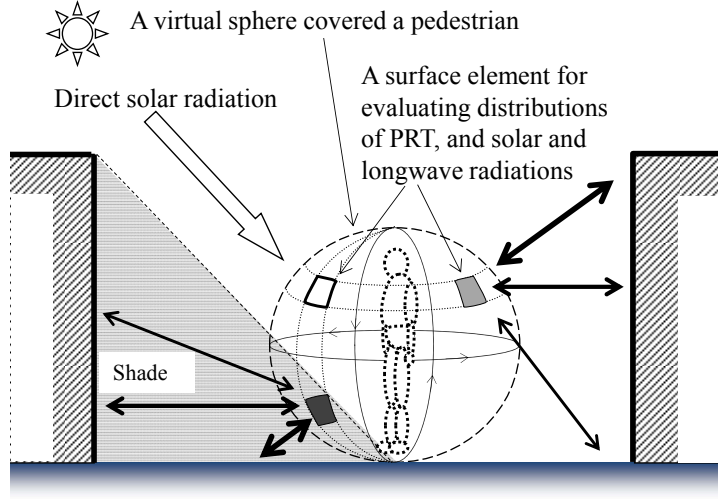 A virtual sphere covered a pedestrian
Direct solar radiation
A surface element for
evaluating distributions
of PRT, and solar and
longwave radiations
Shade